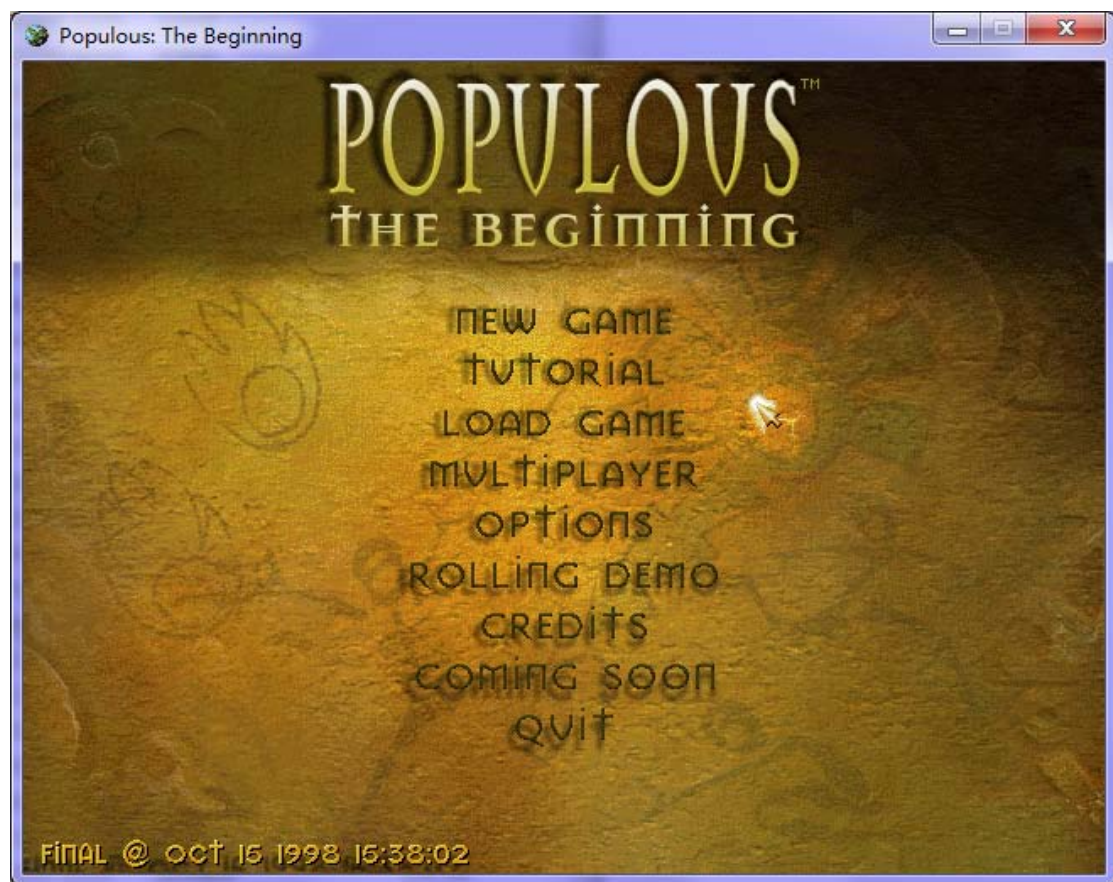 Populous: The Beginning
POPULOUS™
THE BEGINNING
NEW GAME
TUTORIAL
LOAD GAME
MULTIPLAYER
OPTIONS
ROLLING DEMO
CREDITS
COMING SOON
QUIT
FINAL @ OCT 15 1998 15:38:02